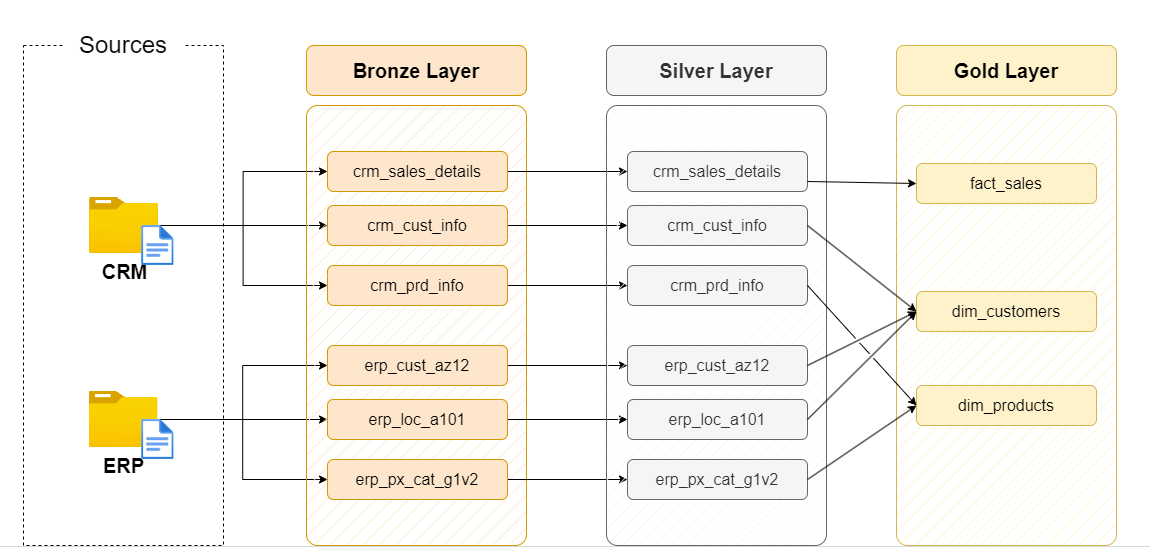 Sources
Bronze Layer
Silver Layer
Gold Layer
crm_sales_details
crm_sales_details
fact_sales
crm_cust_info
crm_cust_info
CRM
crm_prd_info
crm_prd_info
dim_customers
erp_cust_az12
erp_cust_az12
dim_products
erp_loc_a101
erp_loc_a101
ERP
erp_px_cat_g1v2
erp_px_cat_g1v2